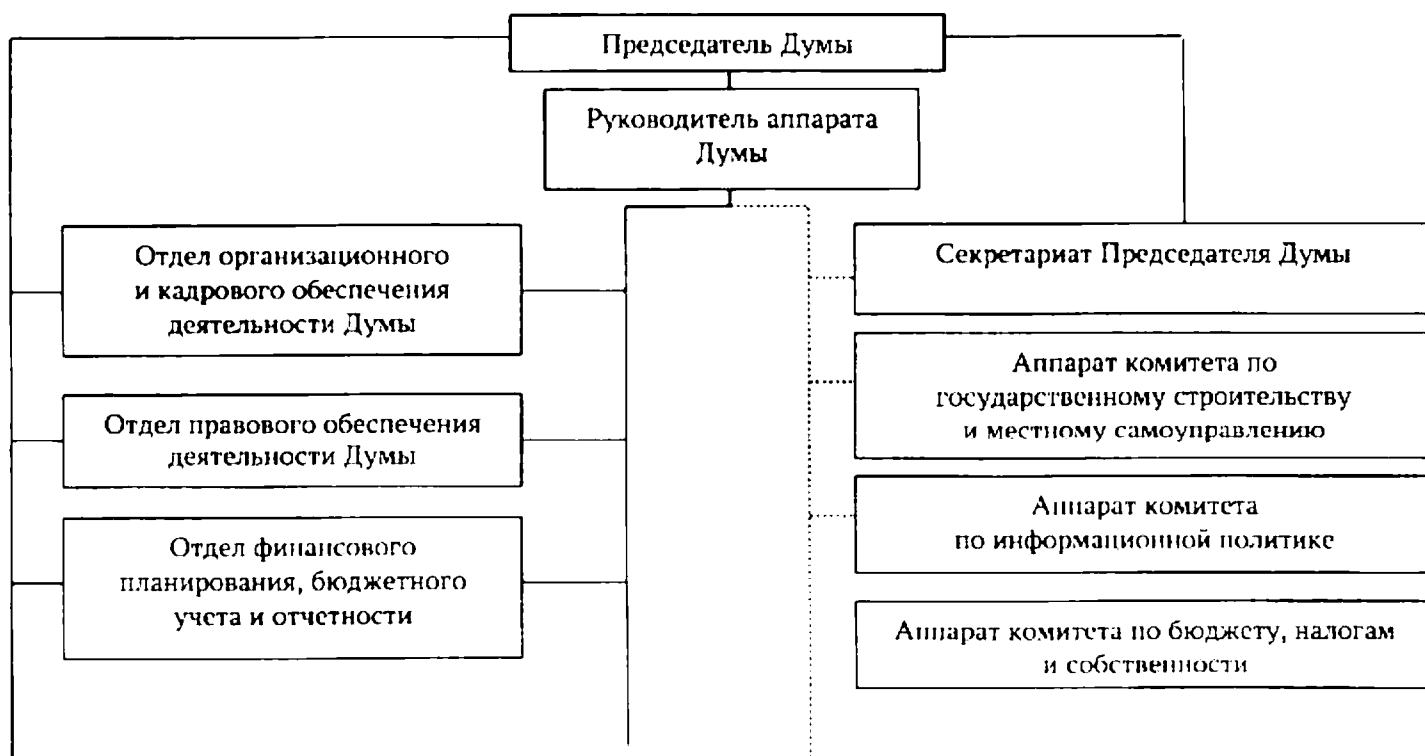 Председатель Думы
Руководитель аппарата
Думы
Отдел организационного
и кадрового обеспечения
деятельности Думы
Отдел правового обеспечения
деятельности Думы
Отдел финансового
планирования, бюджетного
учета и отчетности
Секретариат Председателя Думы
Аппарат комитета по
государственному строительству
и местному самоуправлению
Аппарат комитета
по информационной политике
Аппарат комитета по бюджету, налогам
и собственности